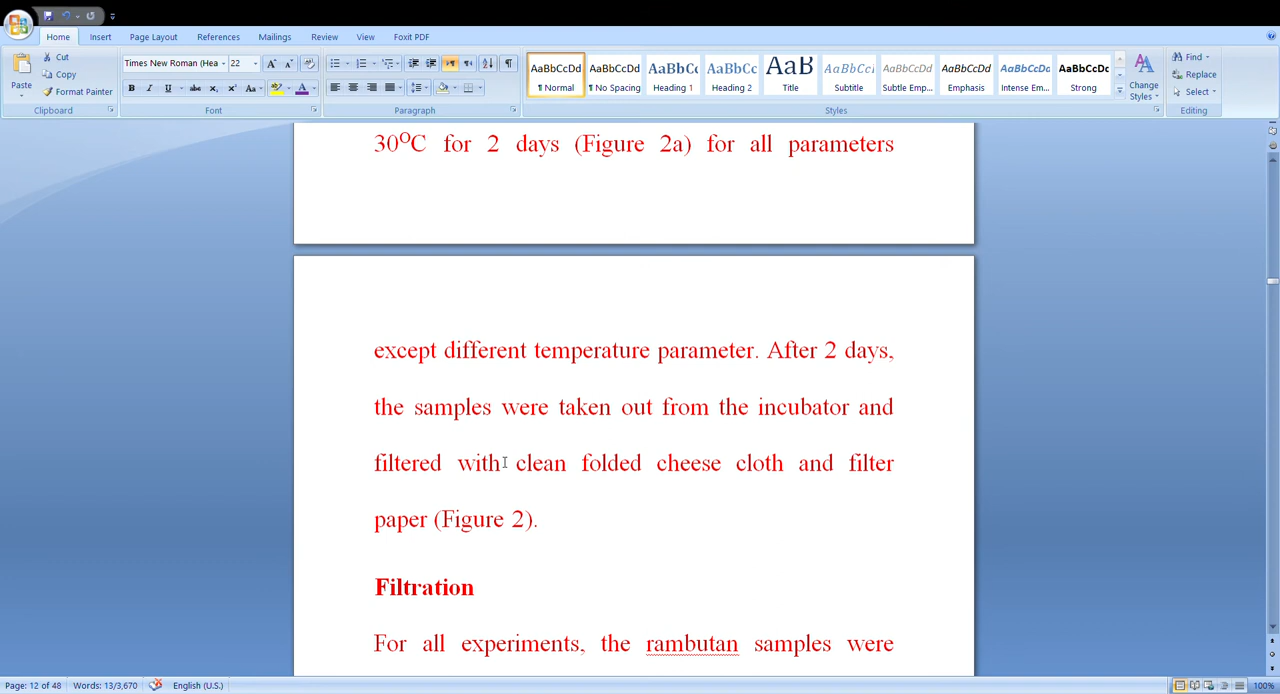 Home Insert Page Layout References Mailings Review View Foxit PDF
Paste
Cut
Copy
Format Painter
Clipboard
Times New Roman (Hea 22
Font
Paragraph
AaBbCcDd AaBbCcDd AaBbCc AaBbCc AaB AaBbCcI AaBbCcDd AaBbCcDd AaBbCcDd AaBbCcDc
¶ Normal ¶ No Spacing Heading 1 Heading 2 Title Subtitle Subtle Emp... Emphasis Intense Em... Strong
Change Styles
Styles
Find
Replace
Select
Editing
30ᴼC for 2 days (Figure 2a) for all parameters
except different temperature parameter. After 2 days,
the samples were taken out from the incubator and
filtered with clean folded cheese cloth and filter
paper (Figure 2).
Filtration
For all experiments, the rambutan samples were
Page: 12 of 48 Words: 13/3,670 English (U.S.) 100%